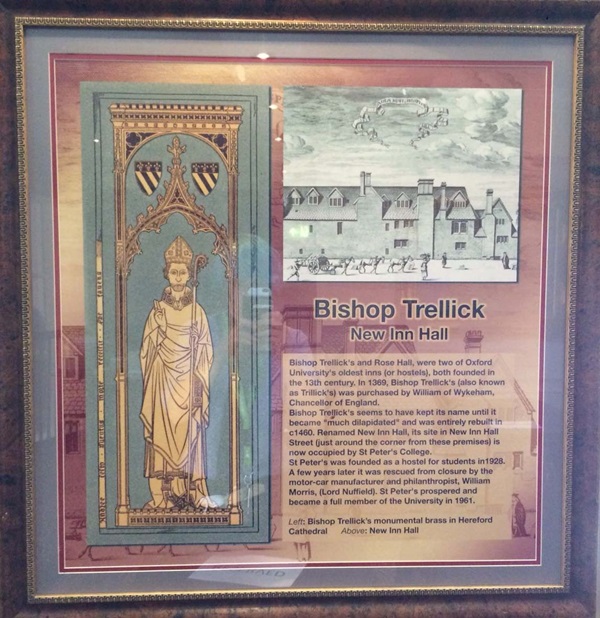 Bishop Trellick
New Inn Hall
Bishop Trellick's and Rose Hall, were two of Oxford
University's oldest inns (or hostels), both founded in
the 13th century. In 1369, Bishop Trellick's (also known
as Trillick's) was purchased by William of Wykeham,
Chancellor of England.
Bishop Trellick's seems to have kept its name until it
became "much dilapidated" and was entirely rebuilt in
c1460. Renamed New Inn Hall, its site in New Inn Hall
Street (just around the corner from these premises) is
now occupied by St Peter's College.
St Peter's was founded as a hostel for students in1928.
A few years later it was rescued from closure by the
motor-car manufacturer and philanthropist, William
Morris, (Lord Nuffield). St Peter's prospered and
became a full member of the University in 1961.
Left: Bishop Trellick's monumental brass in Hereford
Cathedral Above: New Inn Hall